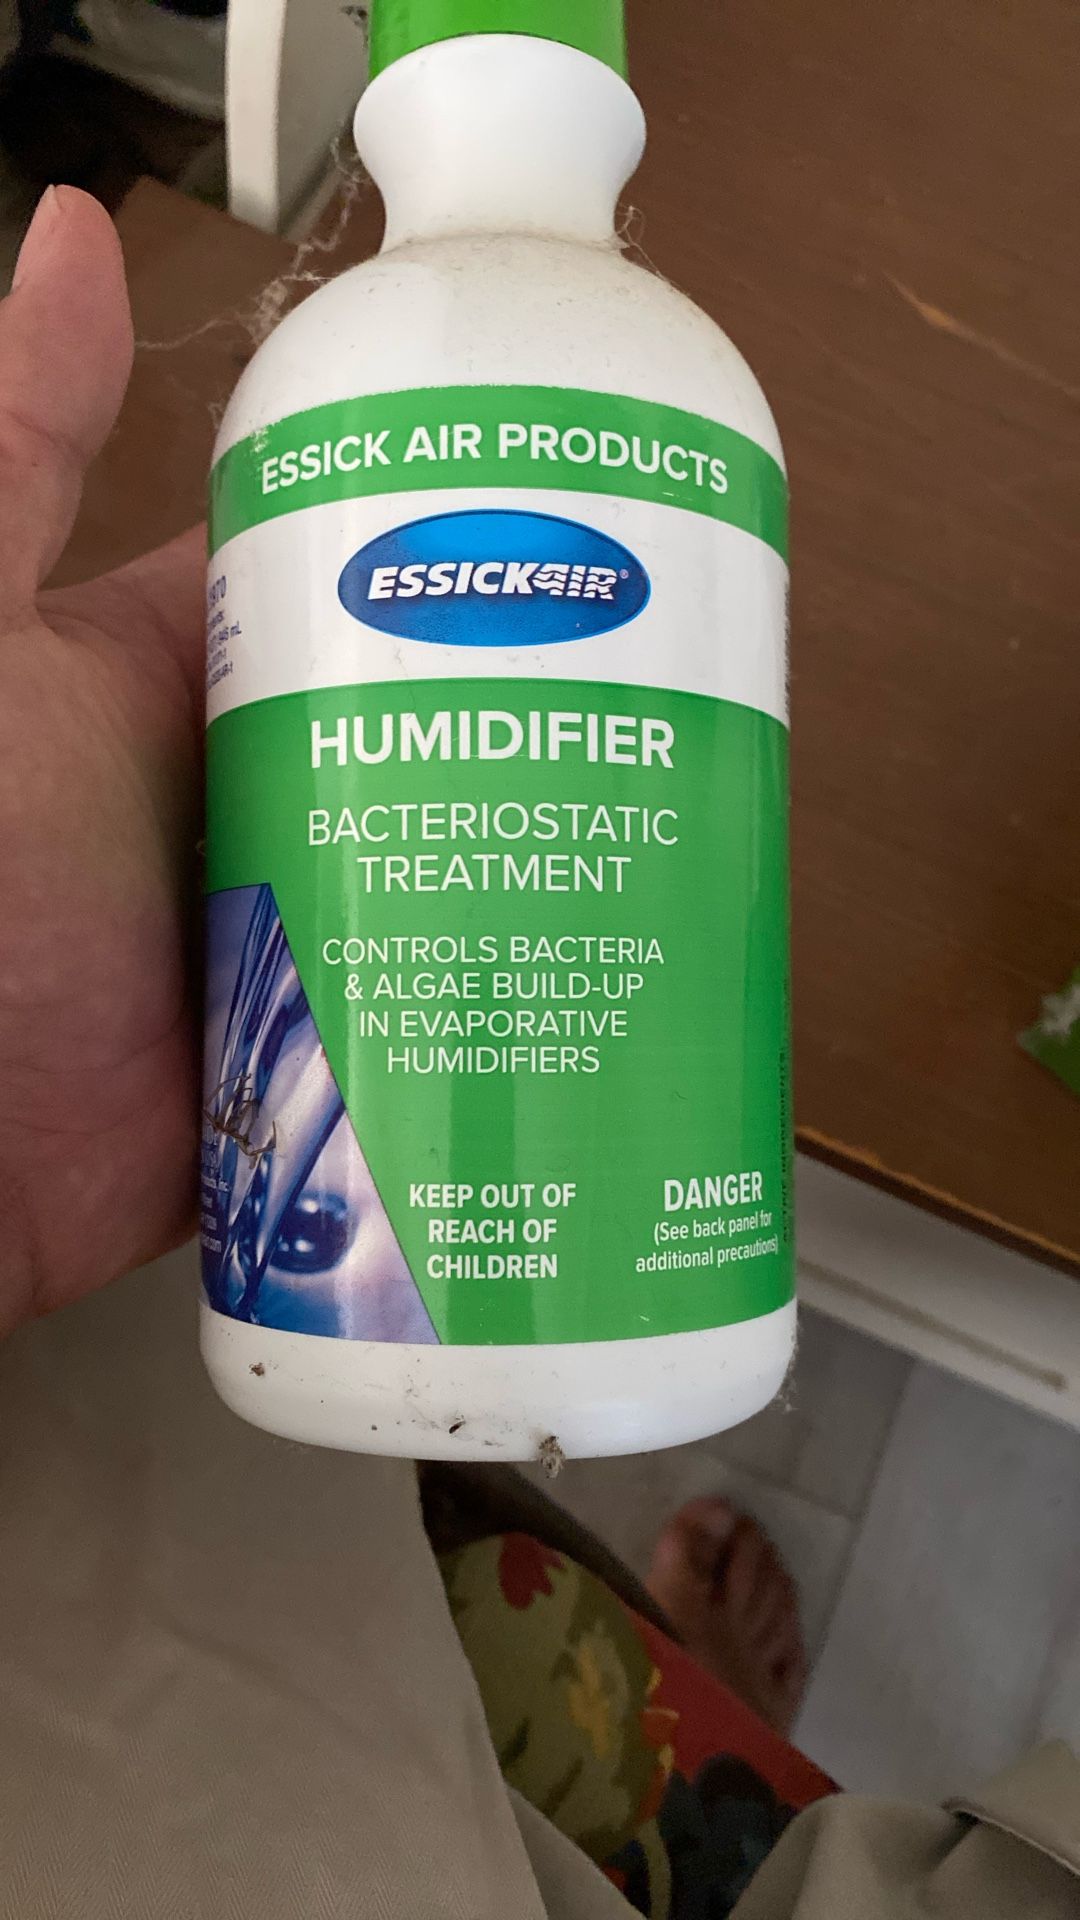 ESSICK AIR PRODUCTS
ESSICKAIR®
HUMIDIFIER
BACTERIOSTATIC
TREATMENT
CONTROLS BACTERIA
& ALGAE BUILD-UP
IN EVAPORATIVE
HUMIDIFIERS
KEEP OUT OF
REACH OF
CHILDREN
DANGER
(See back panel for
additional precautions)